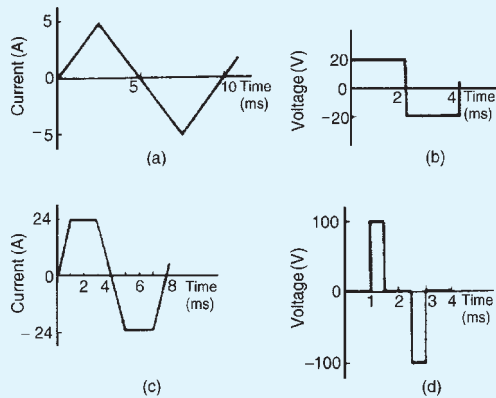 Current (A)
5
0
−5
5
10
Time
(ms)
(a)
Voltage (V)
20
0
−20
2
4
Time
(ms)
(b)
Current (A)
24
0
−24
2
4
6
8
Time
(ms)
(c)
Voltage (V)
100
0
−100
1
2
3
4
Time
(ms)
(d)